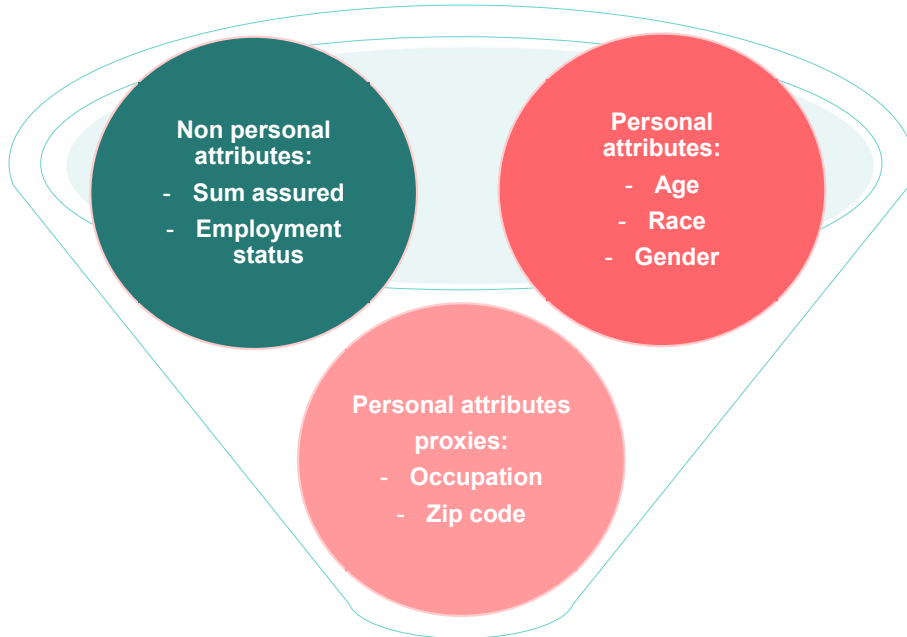 Non personal
attributes:
- Sum assured
- Employment
status
Personal
attributes:
- Age
- Race
- Gender
Personal attributes
proxies:
- Occupation
- Zip code